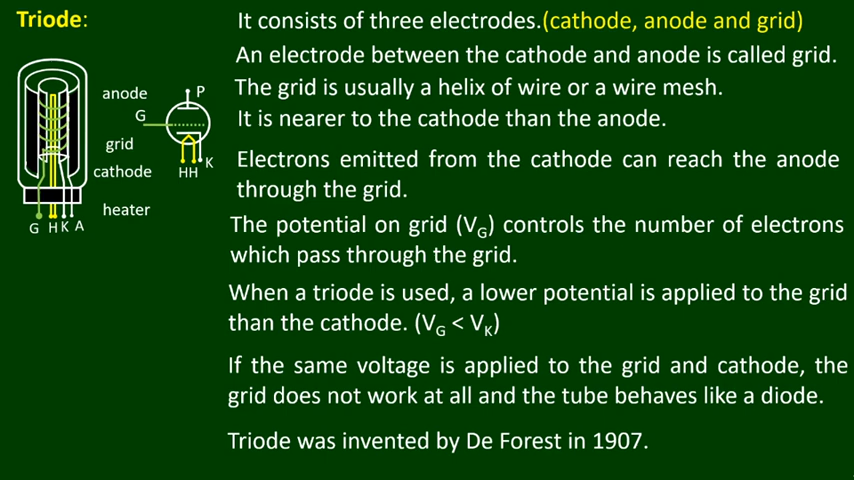 Triode:
It consists of three electrodes.(cathode, anode and grid)
An electrode between the cathode and anode is called grid.
The grid is usually a helix of wire or a wire mesh.
It is nearer to the cathode than the anode.
Electrons emitted from the cathode can reach the anode
through the grid.
The potential on grid (VG) controls the number of electrons
which pass through the grid.
When a triode is used, a lower potential is applied to the grid
than the cathode. (VG < VK)
If the same voltage is applied to the grid and cathode, the
grid does not work at all and the tube behaves like a diode.
Triode was invented by De Forest in 1907.
anode
grid
cathode
heater
G H K A
P
G
K
HH